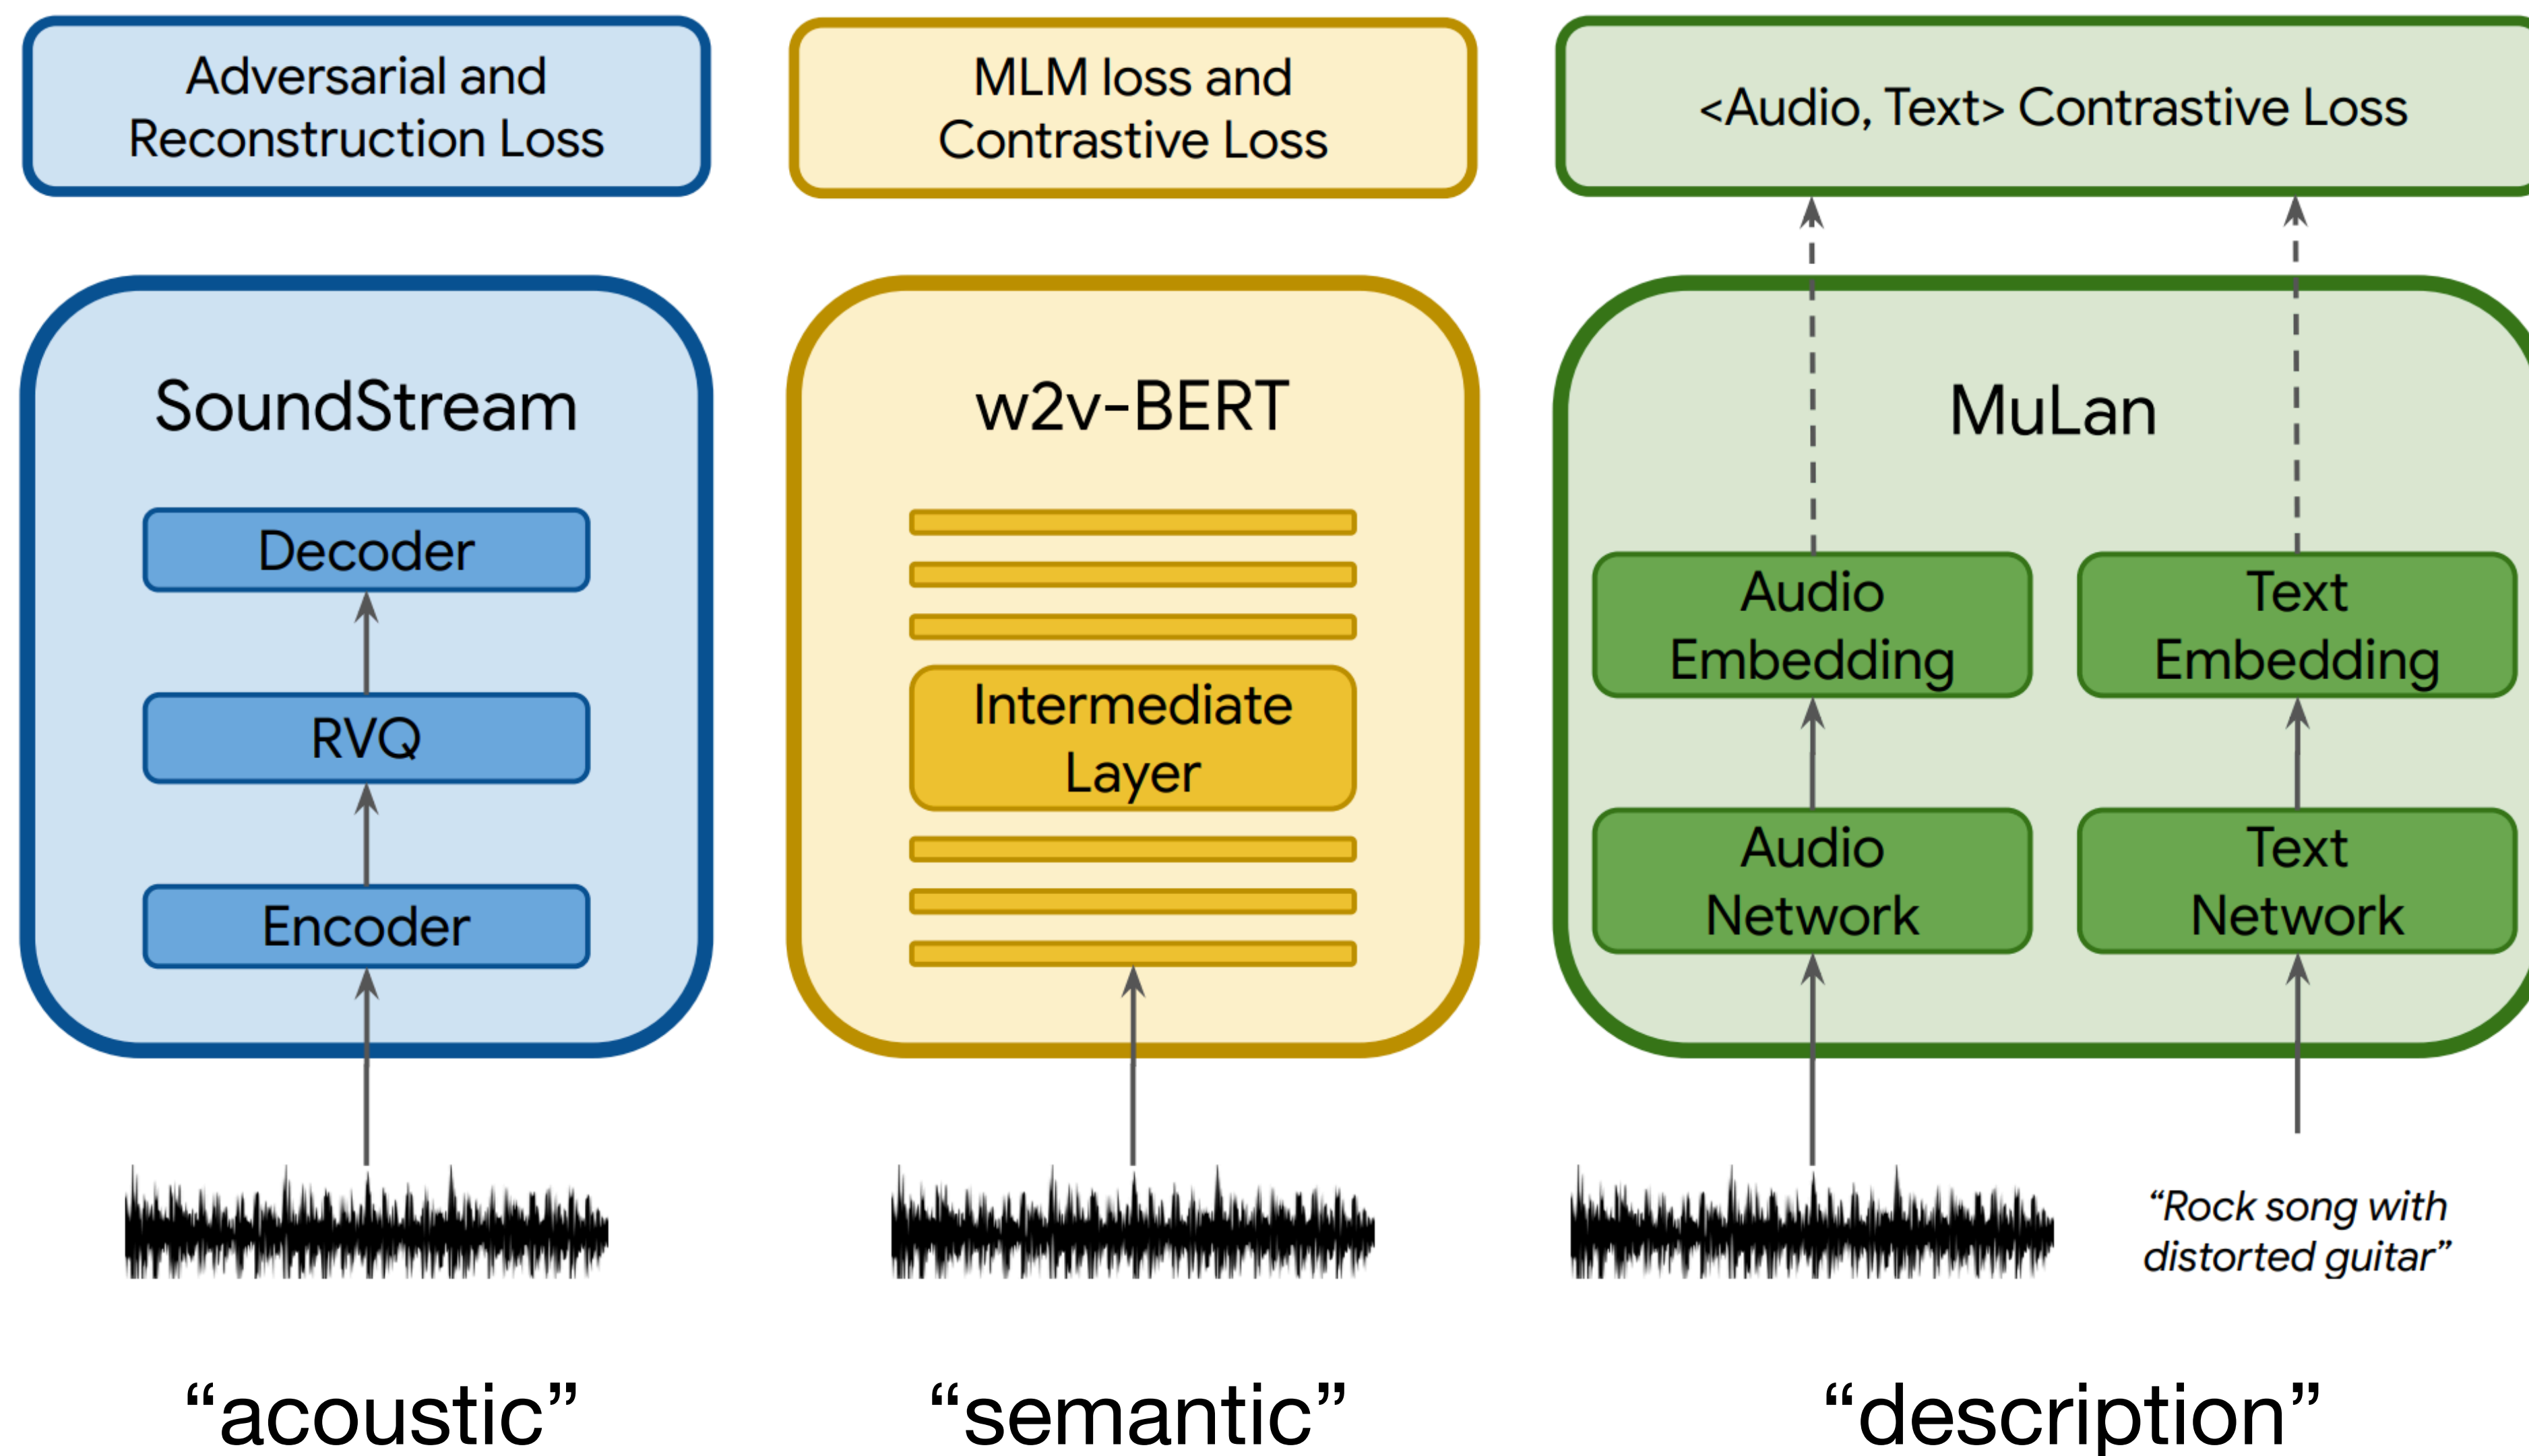 Adversarial and
Reconstruction Loss
MLM loss and
Contrastive Loss
<Audio, Text> Contrastive Loss
SoundStream
Decoder
RVQ
Encoder
w2v-BERT
Intermediate
Layer
MuLan
Audio
Embedding
Text
Embedding
Audio
Network
Text
Network
“Rock song with
distorted guitar”
“acoustic”
“semantic”
“description”